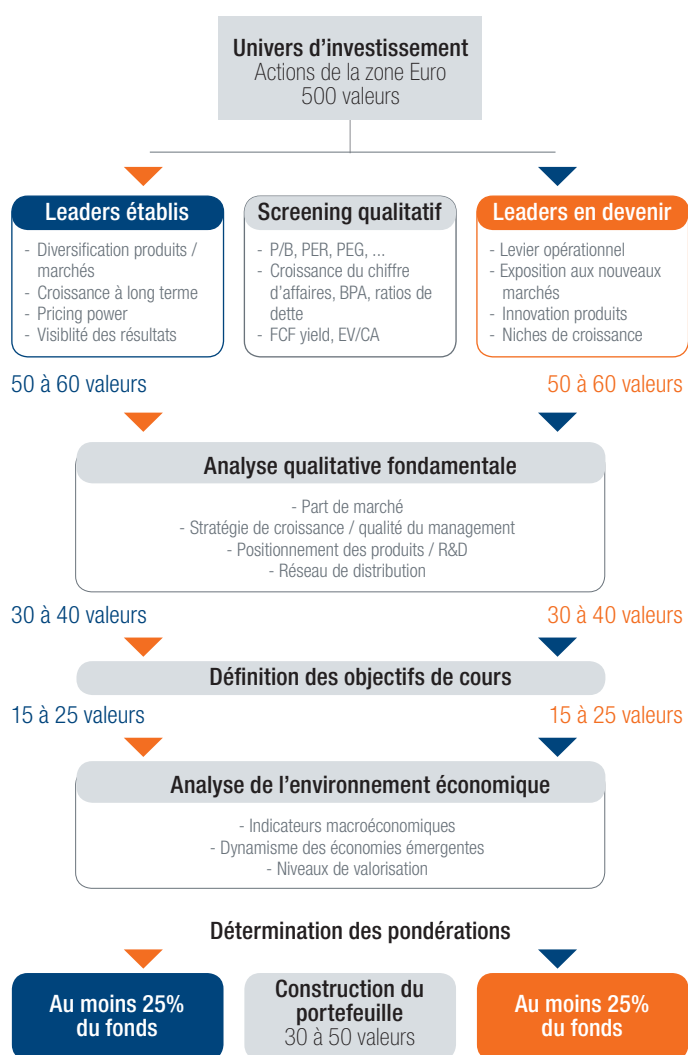 Univers d'investissement
Actions de la zone Euro
500 valeurs
Leaders établis
- Diversification produits /
marchés
- Croissance à long terme
- Pricing power
- Visiblité des résultats
Screening qualitatif
- P/B, PER, PEG, ...
- Croissance du chiffre
d'affaires, BPA, ratios de
dette
- FCF yield, EV/CA
Leaders en devenir
- Levier opérationnel
- Exposition aux nouveaux
marchés
- Innovation produits
- Niches de croissance
50 à 60 valeurs
50 à 60 valeurs
Analyse qualitative fondamentale
- Part de marché
- Stratégie de croissance / qualité du management
- Positionnement des produits / R&D
- Réseau de distribution
30 à 40 valeurs
30 à 40 valeurs
Définition des objectifs de cours
15 à 25 valeurs
15 à 25 valeurs
Analyse de l'environnement économique
- Indicateurs macroéconomiques
- Dynamisme des économies émergentes
- Niveaux de valorisation
Détermination des pondérations
Au moins 25%
du fonds
Construction du
portefeuille
30 à 50 valeurs
Au moins 25%
du fonds